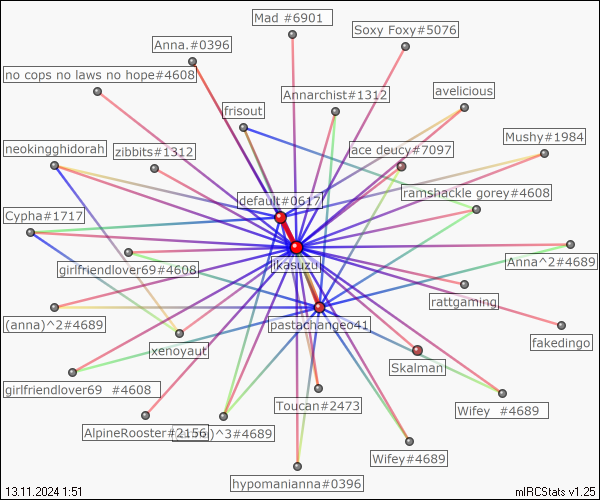 Mad #6901
Soxy Foxy#5076
Anna.#0396
no cops no laws no hope#4608
avelicious
Annarchist#1312
frisout
Mushy#1984
neokingghidorah
zibbits#1312
ace deucy#7097
ramshackle gorey#4608
default#0617
Cypha#1717
girlfriendlover69#4608
ikasuzu
Anna^2#4689
rattgaming
(anna)^2#4689
pastachangeo41
fakedingo
xenoyaut
Skalman
girlfriendlover69 #4608
Toucan#2473
Wifey #4689
AlpineRooster#2156
)^3#4689
Wifey#4689
hypomanianna#0396
13.11.2024 1:51
mIRCStats v1.25